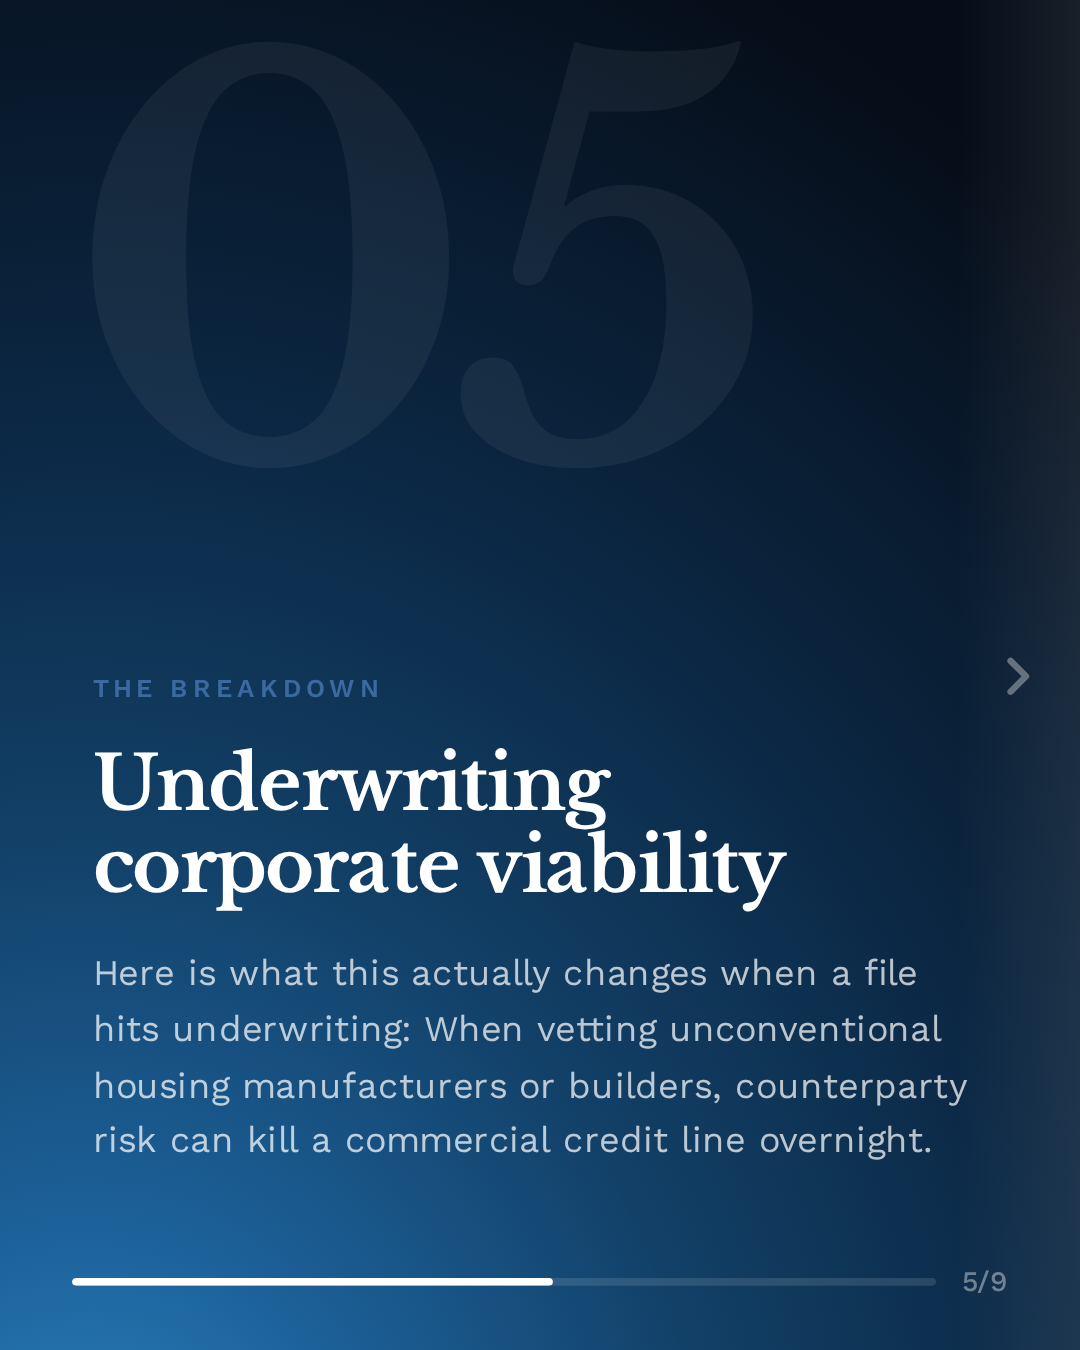 05
THE BREAKDOWN
Underwriting
corporate viability
Here is what this actually changes when a file
hits underwriting: When vetting unconventional
housing manufacturers or builders, counterparty
risk can kill a commercial credit line overnight.
5/9